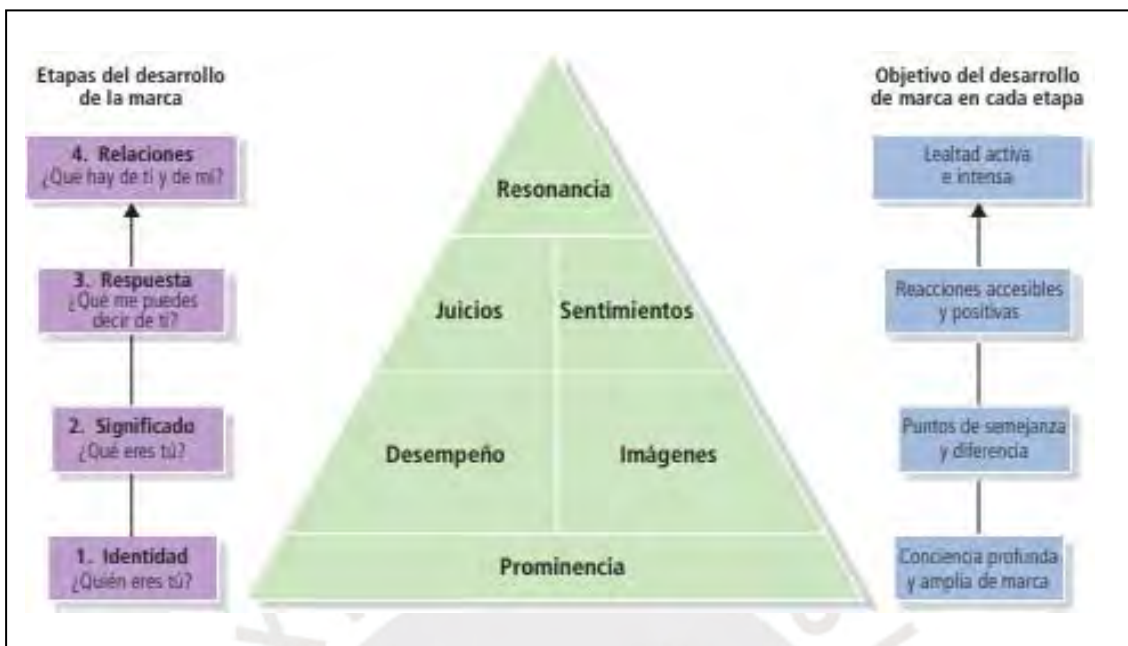 Etapas del desarrollo
de la marca
4. Relaciones
¿Que hay de ti y de mí?
3. Respuesta
¿Qué me puedes
decir de ti?
2. Significado
¿Qué eres tú?
1. Identidad
¿Quién eres tú?
Resonancia
Juicios
Sentimientos
Desempeño
Imágenes
Prominencia
Objetivo del desarrollo
de marca en cada etapa
Lealtad activa
e intensa
Reacciones accesibles
y positivas
Puntos de semejanza
y diferencia
Conciencia profunda
y amplia de marca